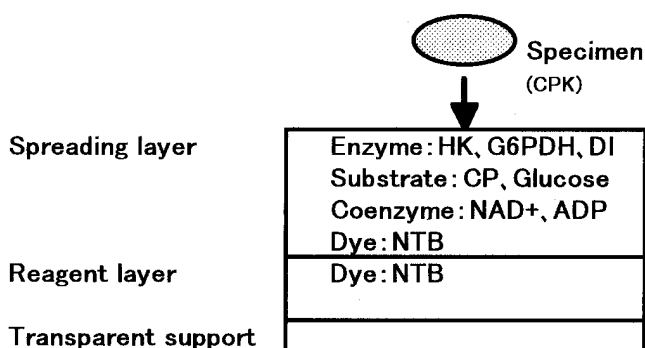 Specimen
(CPK)
Spreading layer
Enzyme:HK、G6PDH、DI
Substrate:CP、Glucose
Coenzyme:NAD+、ADP
Dye:NTB
Reagent layer
Dye:NTB
Transparent support